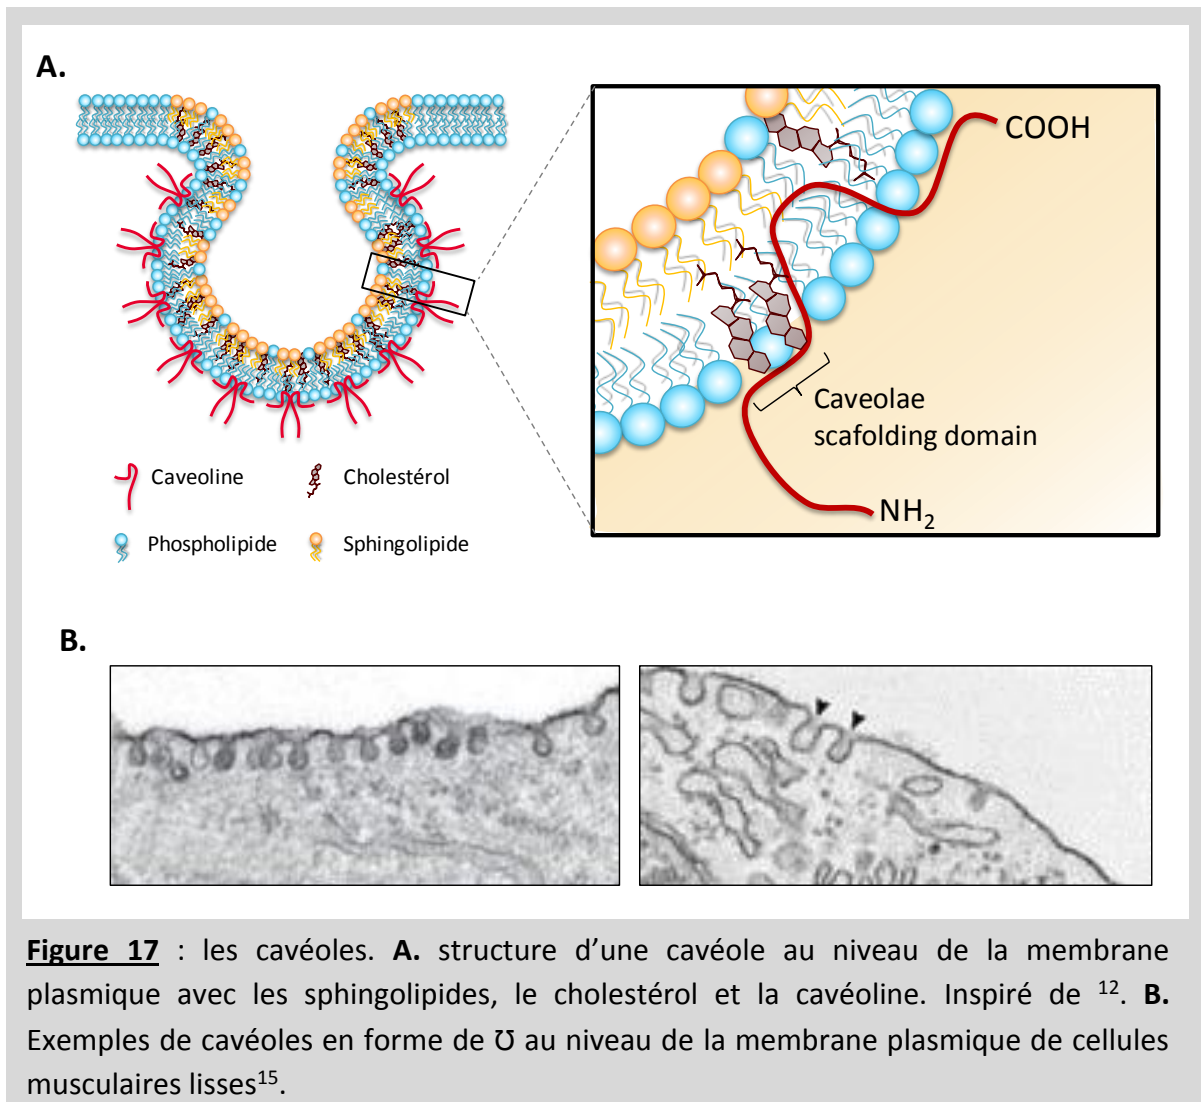 A.
COOH
Caveolae
scafolding domain
NH2
Caveoline
Cholestérol
Phospholipide
Sphingolipide
B.
Figure 17 : les cavéoles. A. structure d’une cavéole au niveau de la membrane
plasmique avec les sphingolipides, le cholestérol et la cavéoline. Inspiré de 12. B.
Exemples de cavéoles en forme de Ʊ au niveau de la membrane plasmique de cellules
musculaires lisses15.